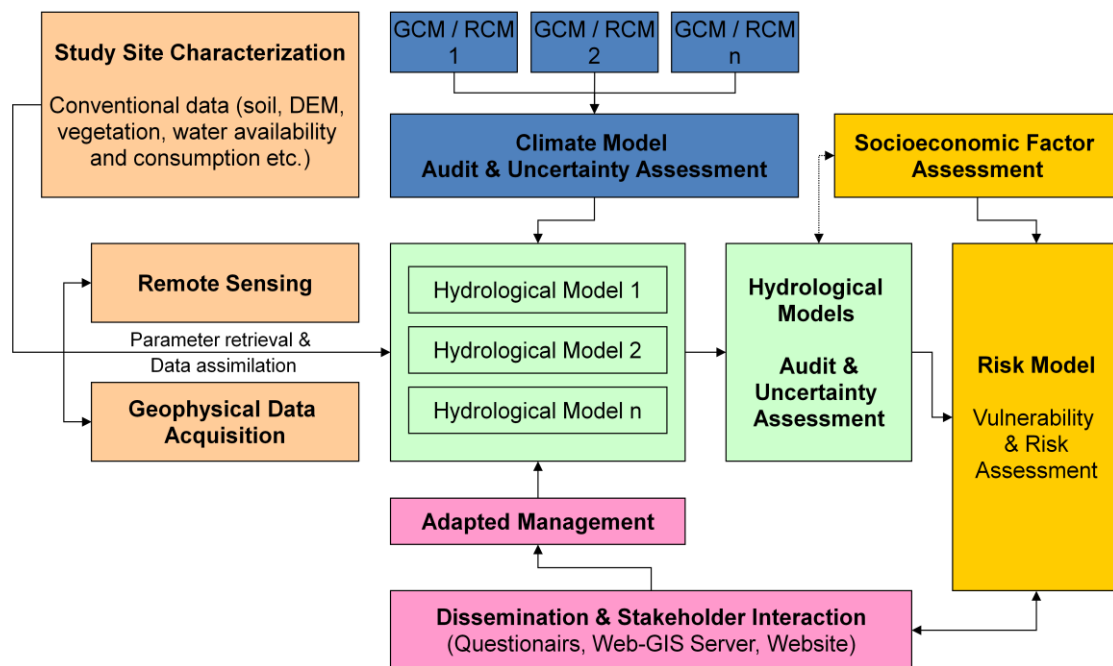 Study Site Characterization
Conventional data (soil, DEM,
vegetation, water availability
and consumption etc.)
GCM / RCM
1
GCM / RCM
2
GCM / RCM
n
Climate Model
Audit & Uncertainty Assessment
Socioeconomic Factor
Assessment
Remote Sensing
Parameter retrieval &
Data assimilation
Geophysical Data
Acquisition
Hydrological Model 1
Hydrological Model 2
Hydrological Model n
Hydrological
Models
Audit &
Uncertainty
Assessment
Risk Model
Vulnerability
& Risk
Assessment
Adapted Management
Dissemination & Stakeholder Interaction
(Questionairs, Web-GIS Server, Website)